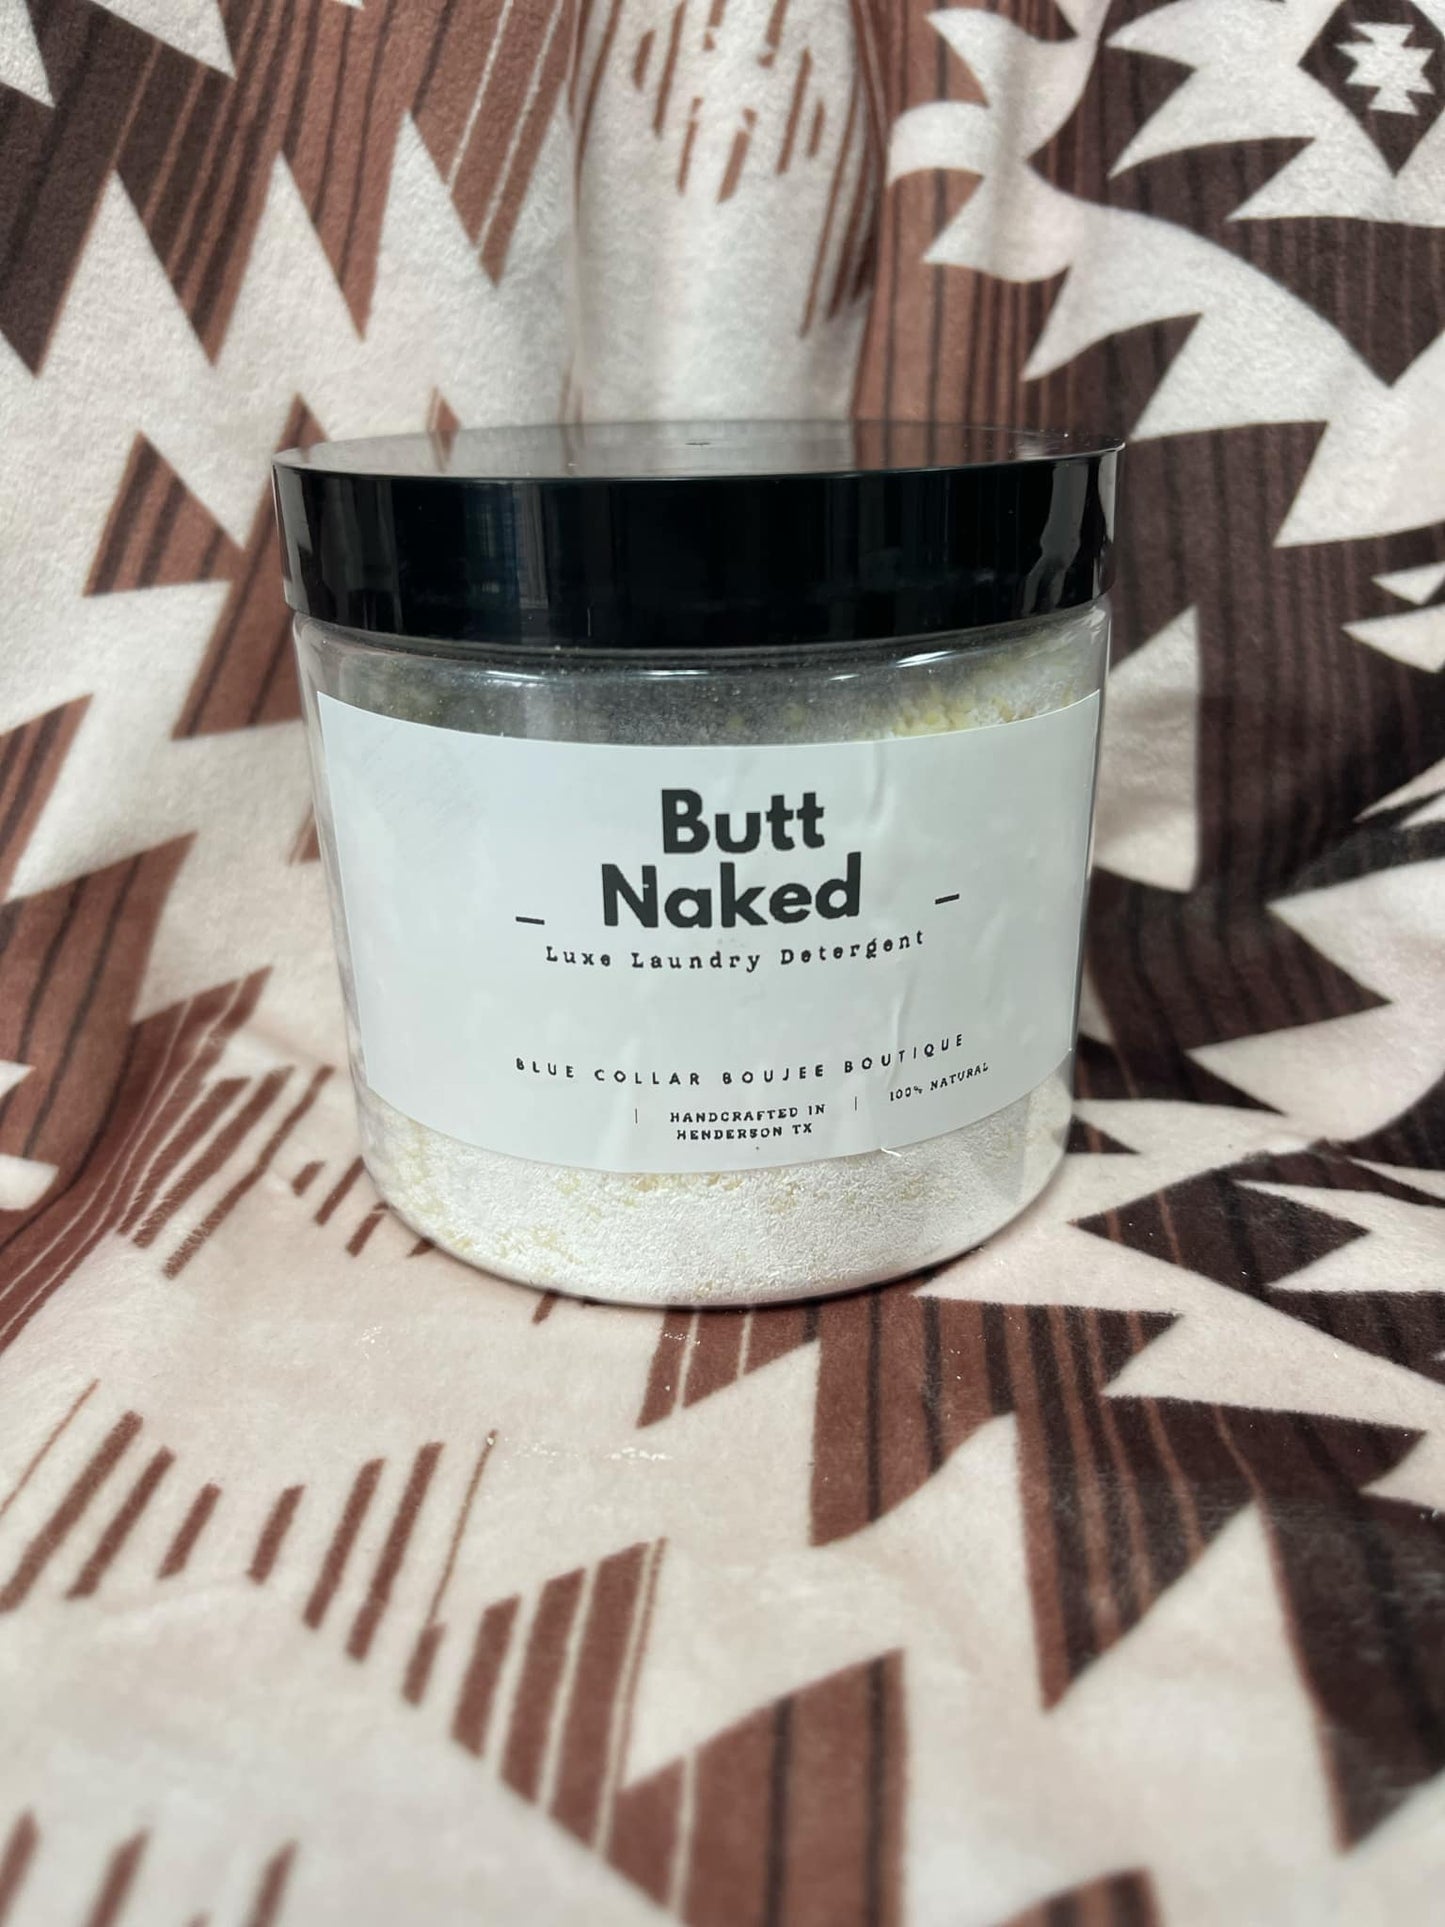 Butt
Naked
Luxe Laundry Detergent
BLUE COLLAR BOUJEE BOUTIQUE
HANDCRAFTED IN
HENDERSON TX
100% NATURAL